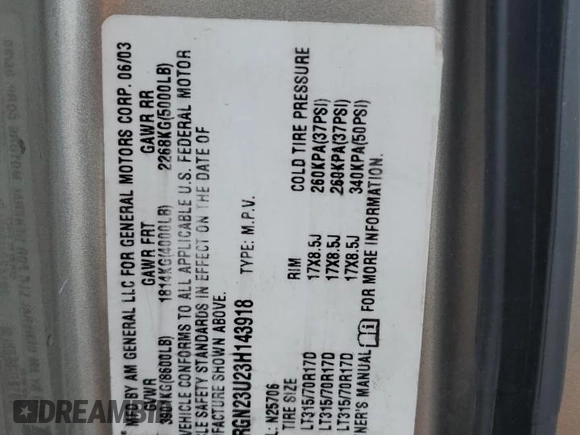 MFD BY AM GENERAL LLC FOR GENERAL MOTORS CORP. 06/03
GVWR GAWR FRT GAWR RR
3901KG(8600LB) 1814KG(4000LB) 2268KG(5000LB)
VEHICLE CONFORMS TO ALL APPLICABLE U.S. FEDERAL MOTOR
LE SAFETY STANDARDS IN EFFECT ON THE DATE OF
FACTURE SHOWN ABOVE.
RGN23U23H143918 TYPE: M.P.V.
L: N25706
TIRE SIZE RIM COLD TIRE PRESSURE
LT315/70R17D 17X8.5J 260KPA(37PSI)
LT315/70R17D 17X8.5J 260KPA(37PSI)
LT315/70R17D 17X8.5J 340KPA(50PSI)
NER'S MANUAL FOR MORE INFORMATION.
DEALERSHIPS.US